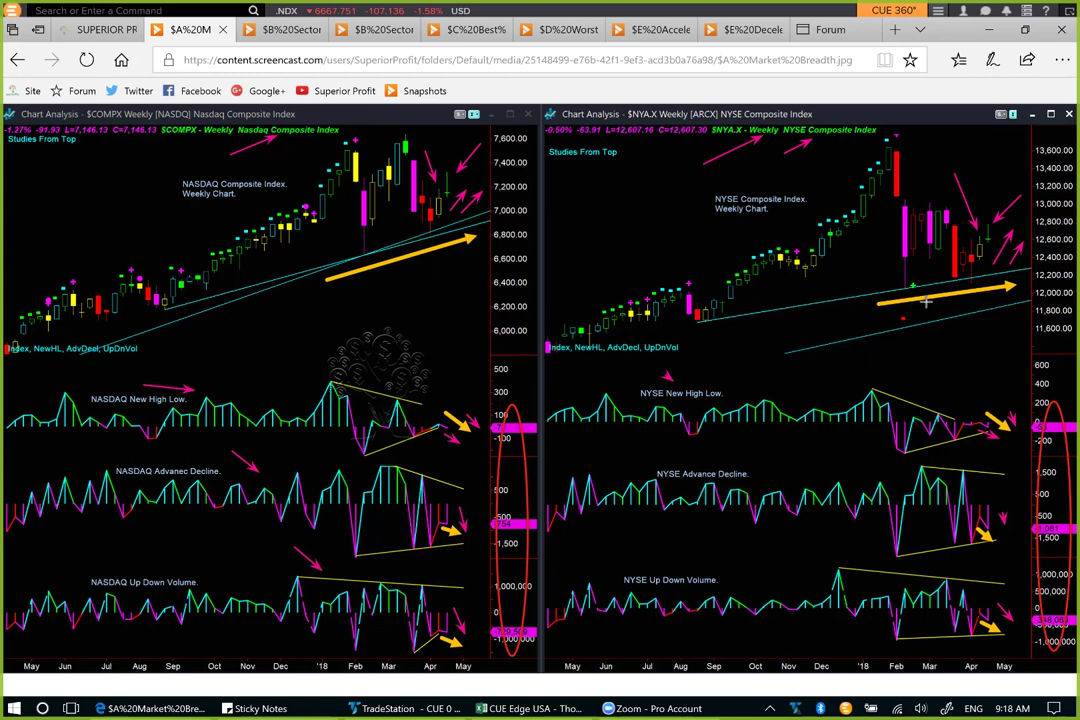 Search or Enter Command
.NDX
6667.751
-107.136
-1.58%
USD
CUE 360°
SUPERIOR PR
$A%20M
$B%20Sector
$B%20Sector
$C%20Best%
$D%20Worst
$E%20Accele
$E%20Decele
Forum
https://content.screencast.com/users/SuperiorProfit/folders/Default/media/25148499-e76b-42f1-9ef3-acd3b0a76a98/$A%20Market%20Breadth.jpg
Site
Forum
Twitter
Facebook
Google+
Superior Profit
Snapshots
Chart Analysis - $COMPX Weekly [NASDQ] Nasdaq Composite Index
-1.27% -91.93 L=7,146.13 C=7,146.13 $COMPX - Weekly Nasdaq Composite Index
Studies From Top
NASDAQ Composite Index.
Weekly Chart.
7,600.00
7,400.00
7,200.00
7,000.00
6,800.00
6,600.00
6,400.00
6,200.00
6,000.00
Index, NewHL, AdvDecl, UpDnVol
NASDAQ New High Low.
500
300
100
-100
NASDAQ Advanec Decline.
500
-500
-1,500
NASDAQ Up Down Volume.
1,000,000
0
-1,000,000
May Jun Jul Aug Sep Oct Nov Dec '18 Feb Mar Apr May
Chart Analysis - $NYA.X Weekly [ARCX] NYSE Composite Index
-0.50% -63.91 L=12,607.16 C=12,607.30 $NYA.X - Weekly NYSE Composite Index
Studies From Top
NYSE Composite Index.
Weekly Chart.
13,600.00
13,200.00
13,000.00
12,800.00
12,600.00
12,400.00
12,200.00
12,000.00
11,800.00
11,600.00
Index, NewHL, AdvDecl, UpDnVol
NYSE New High Low.
600
400
200
-200
NYSE Advance Decline.
1,500
500
-500
-1,500
NYSE Up Down Volume.
1,000,000
500,000
0
-1,000,000
May Jun Jul Aug Sep Oct Nov Dec '18 Feb Mar Apr May
$A%20Market%20Bre...
Sticky Notes
TradeStation - CUE 0 ...
CUE Edge USA - Tho...
Zoom - Pro Account
ENG
9:18 AM